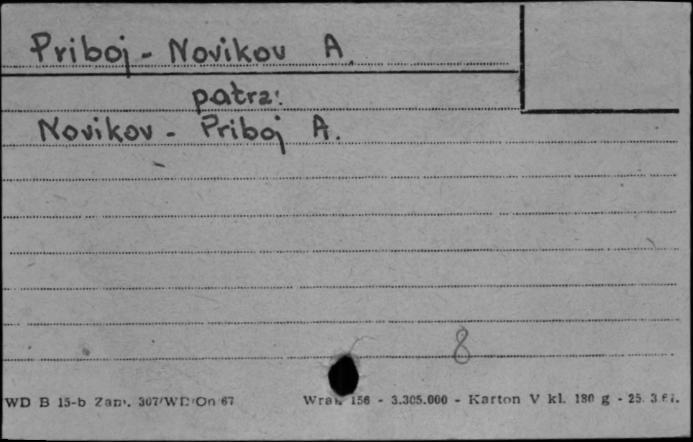 Priboj - Novikov A.
patrz:
Novikov - Priboj A.
8
WD B 15-b Zam. 307/WD/On/67 Wrak. 156 - 3.305.000 - Karton V kl. 180 g - 25. 3.67.